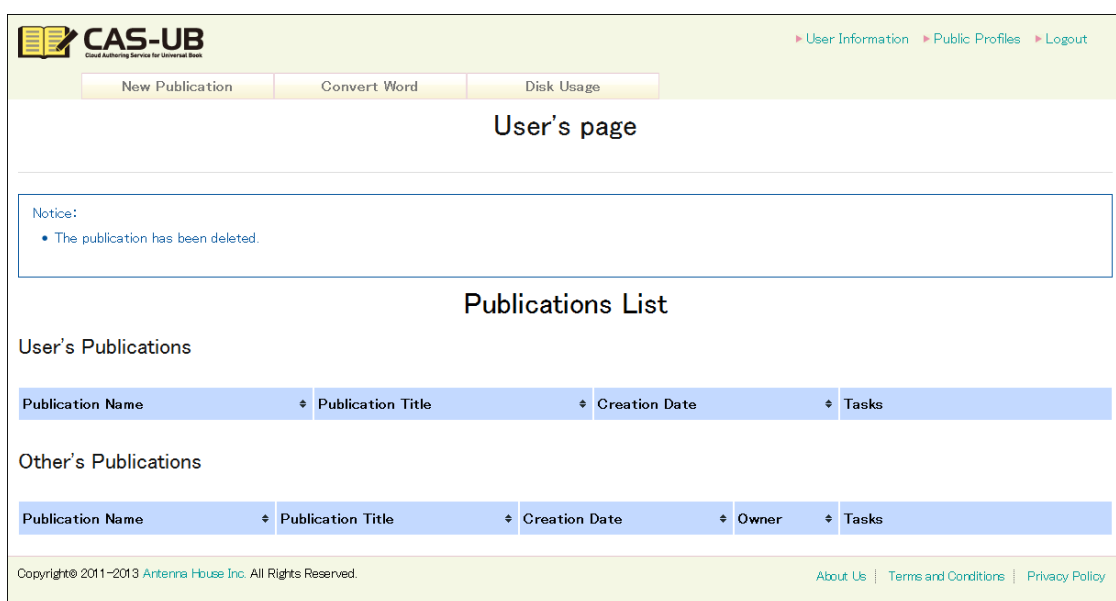 CAS-UB
Cloud Authoring Service for Universal Book
User Information Public Profiles Logout
New Publication Convert Word Disk Usage
User's page
Notice:
• The publication has been deleted.
Publications List
User's Publications
Publication Name Publication Title Creation Date Tasks
Other's Publications
Publication Name Publication Title Creation Date Owner Tasks
Copyright© 2011-2013 Antenna House Inc. All Rights Reserved. About Us Terms and Conditions Privacy Policy